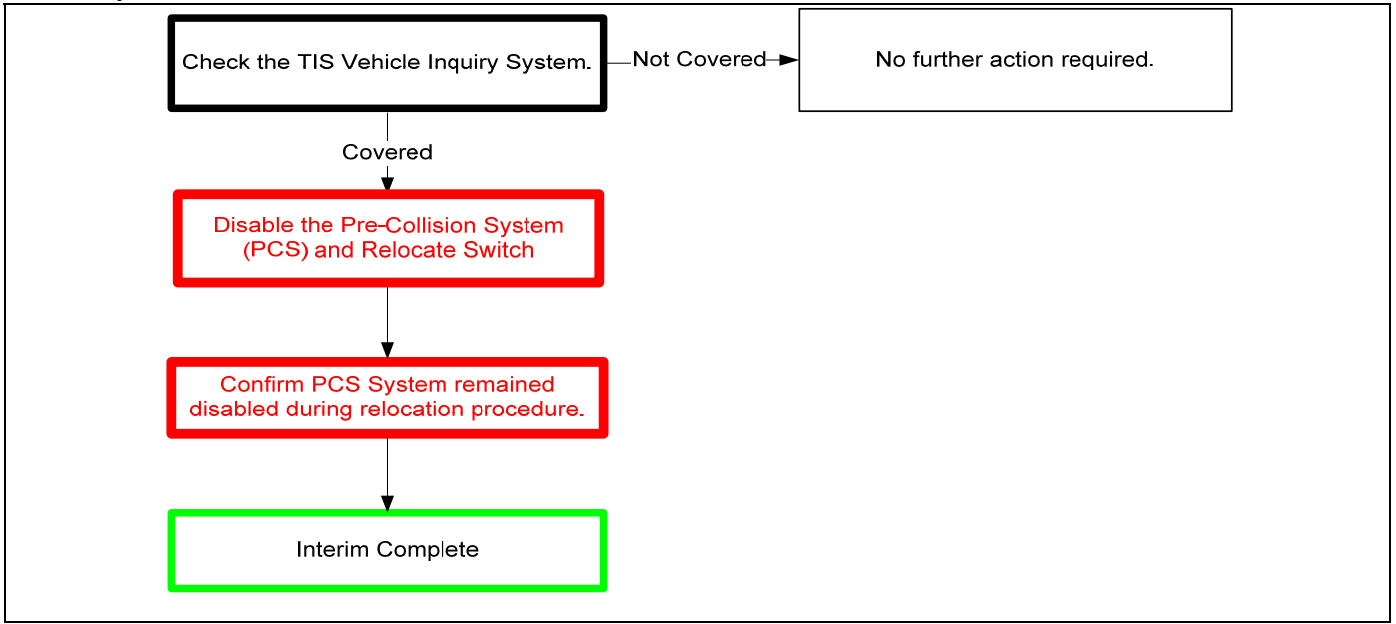 Check the TIS Vehicle Inquiry System.
Not Covered
No further action required.
Covered
Disable the Pre-Collision System
(PCS) and Relocate Switch
Confirm PCS System remained
disabled during relocation procedure.
Interim Complete